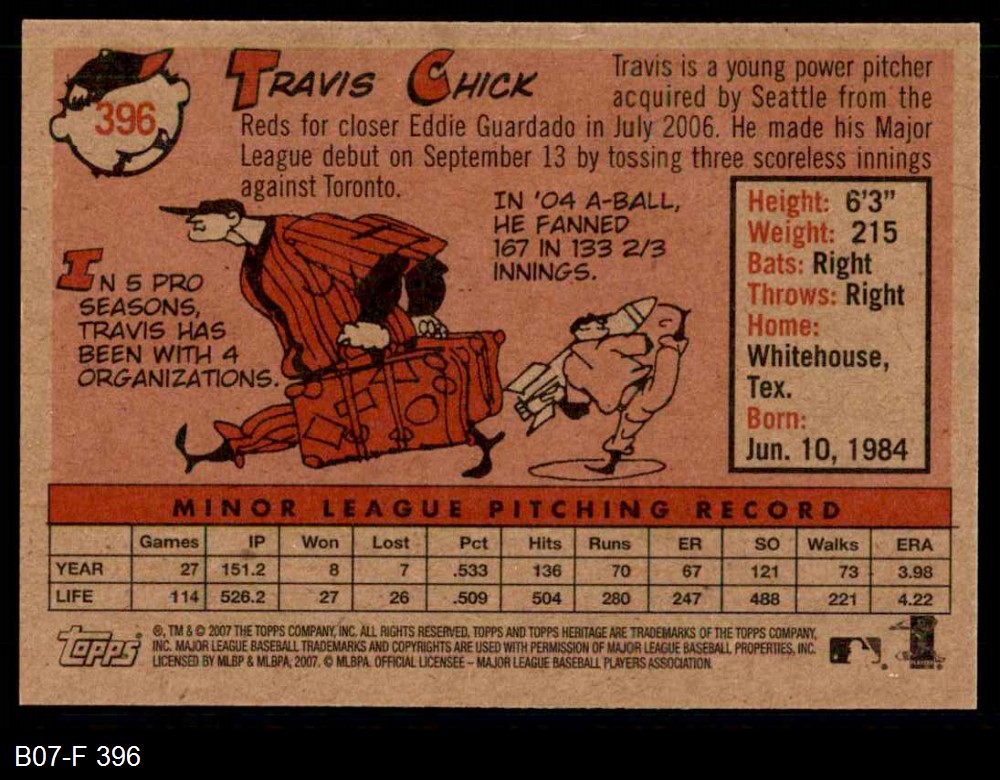 396
TRAVIS CHICK
Travis is a young power pitcher
acquired by Seattle from the
Reds for closer Eddie Guardado in July 2006. He made his Major
League debut on September 13 by tossing three scoreless innings
against Toronto.
IN 5 PRO
SEASONS,
TRAVIS HAS
BEEN WITH 4
ORGANIZATIONS.
IN '04 A-BALL,
HE FANNED
167 IN 133 2/3
INNINGS.
Height: 6'3"
Weight: 215
Bats: Right
Throws: Right
Home:
Whitehouse,
Tex.
Born:
Jun. 10, 1984
MINOR LEAGUE PITCHING RECORD
Games IP Won Lost Pct Hits Runs ER SO Walks ERA
YEAR 27 151.2 8 7 .533 136 70 67 121 73 3.98
LIFE 114 526.2 27 26 .509 504 280 247 488 221 4.22
Topps
®, TM & © 2007 THE TOPPS COMPANY, INC. ALL RIGHTS RESERVED. TOPPS AND TOPPS HERITAGE ARE TRADEMARKS OF THE TOPPS COMPANY,
INC. MAJOR LEAGUE BASEBALL TRADEMARKS AND COPYRIGHTS ARE USED WITH PERMISSION OF MAJOR LEAGUE BASEBALL PROPERTIES, INC.
LICENSED BY MLBP & MLBPA, 2007. © MLBPA. OFFICIAL LICENSEE – MAJOR LEAGUE BASEBALL PLAYERS ASSOCIATION.
B07-F 396